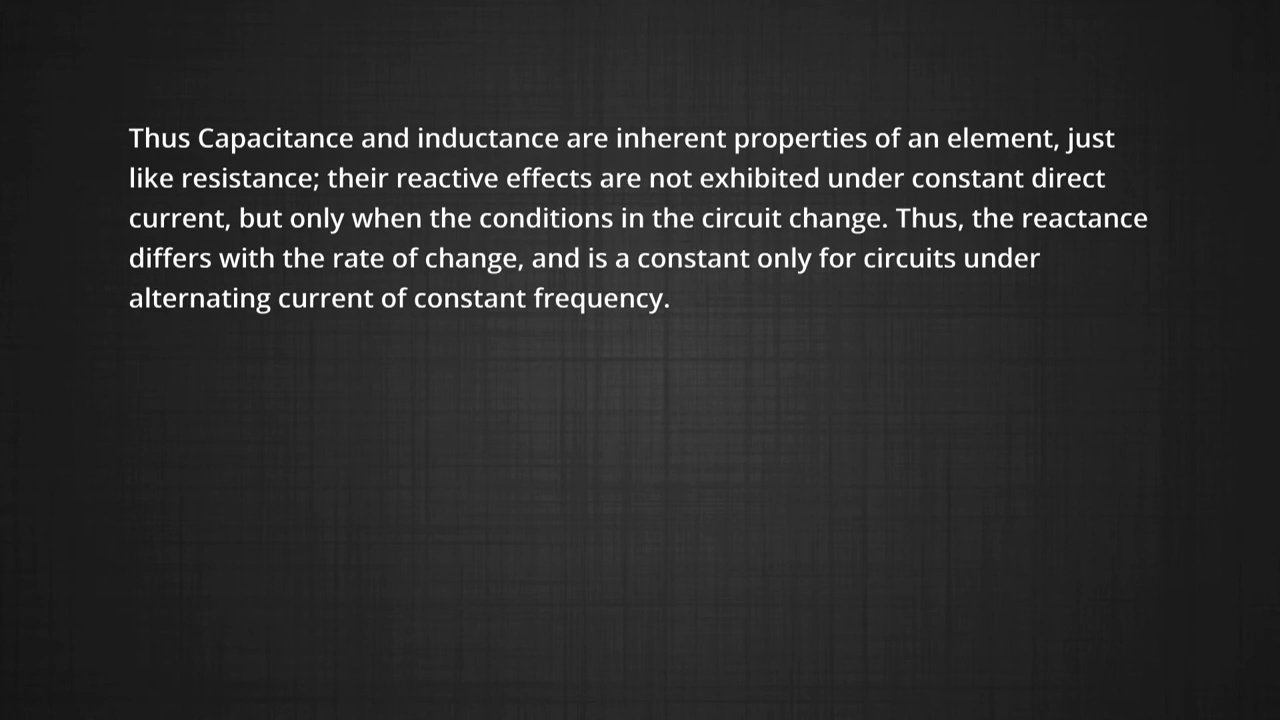 Thus Capacitance and inductance are inherent properties of an element, just
like resistance; their reactive effects are not exhibited under constant direct
current, but only when the conditions in the circuit change. Thus, the reactance
differs with the rate of change, and is a constant only for circuits under
alternating current of constant frequency.